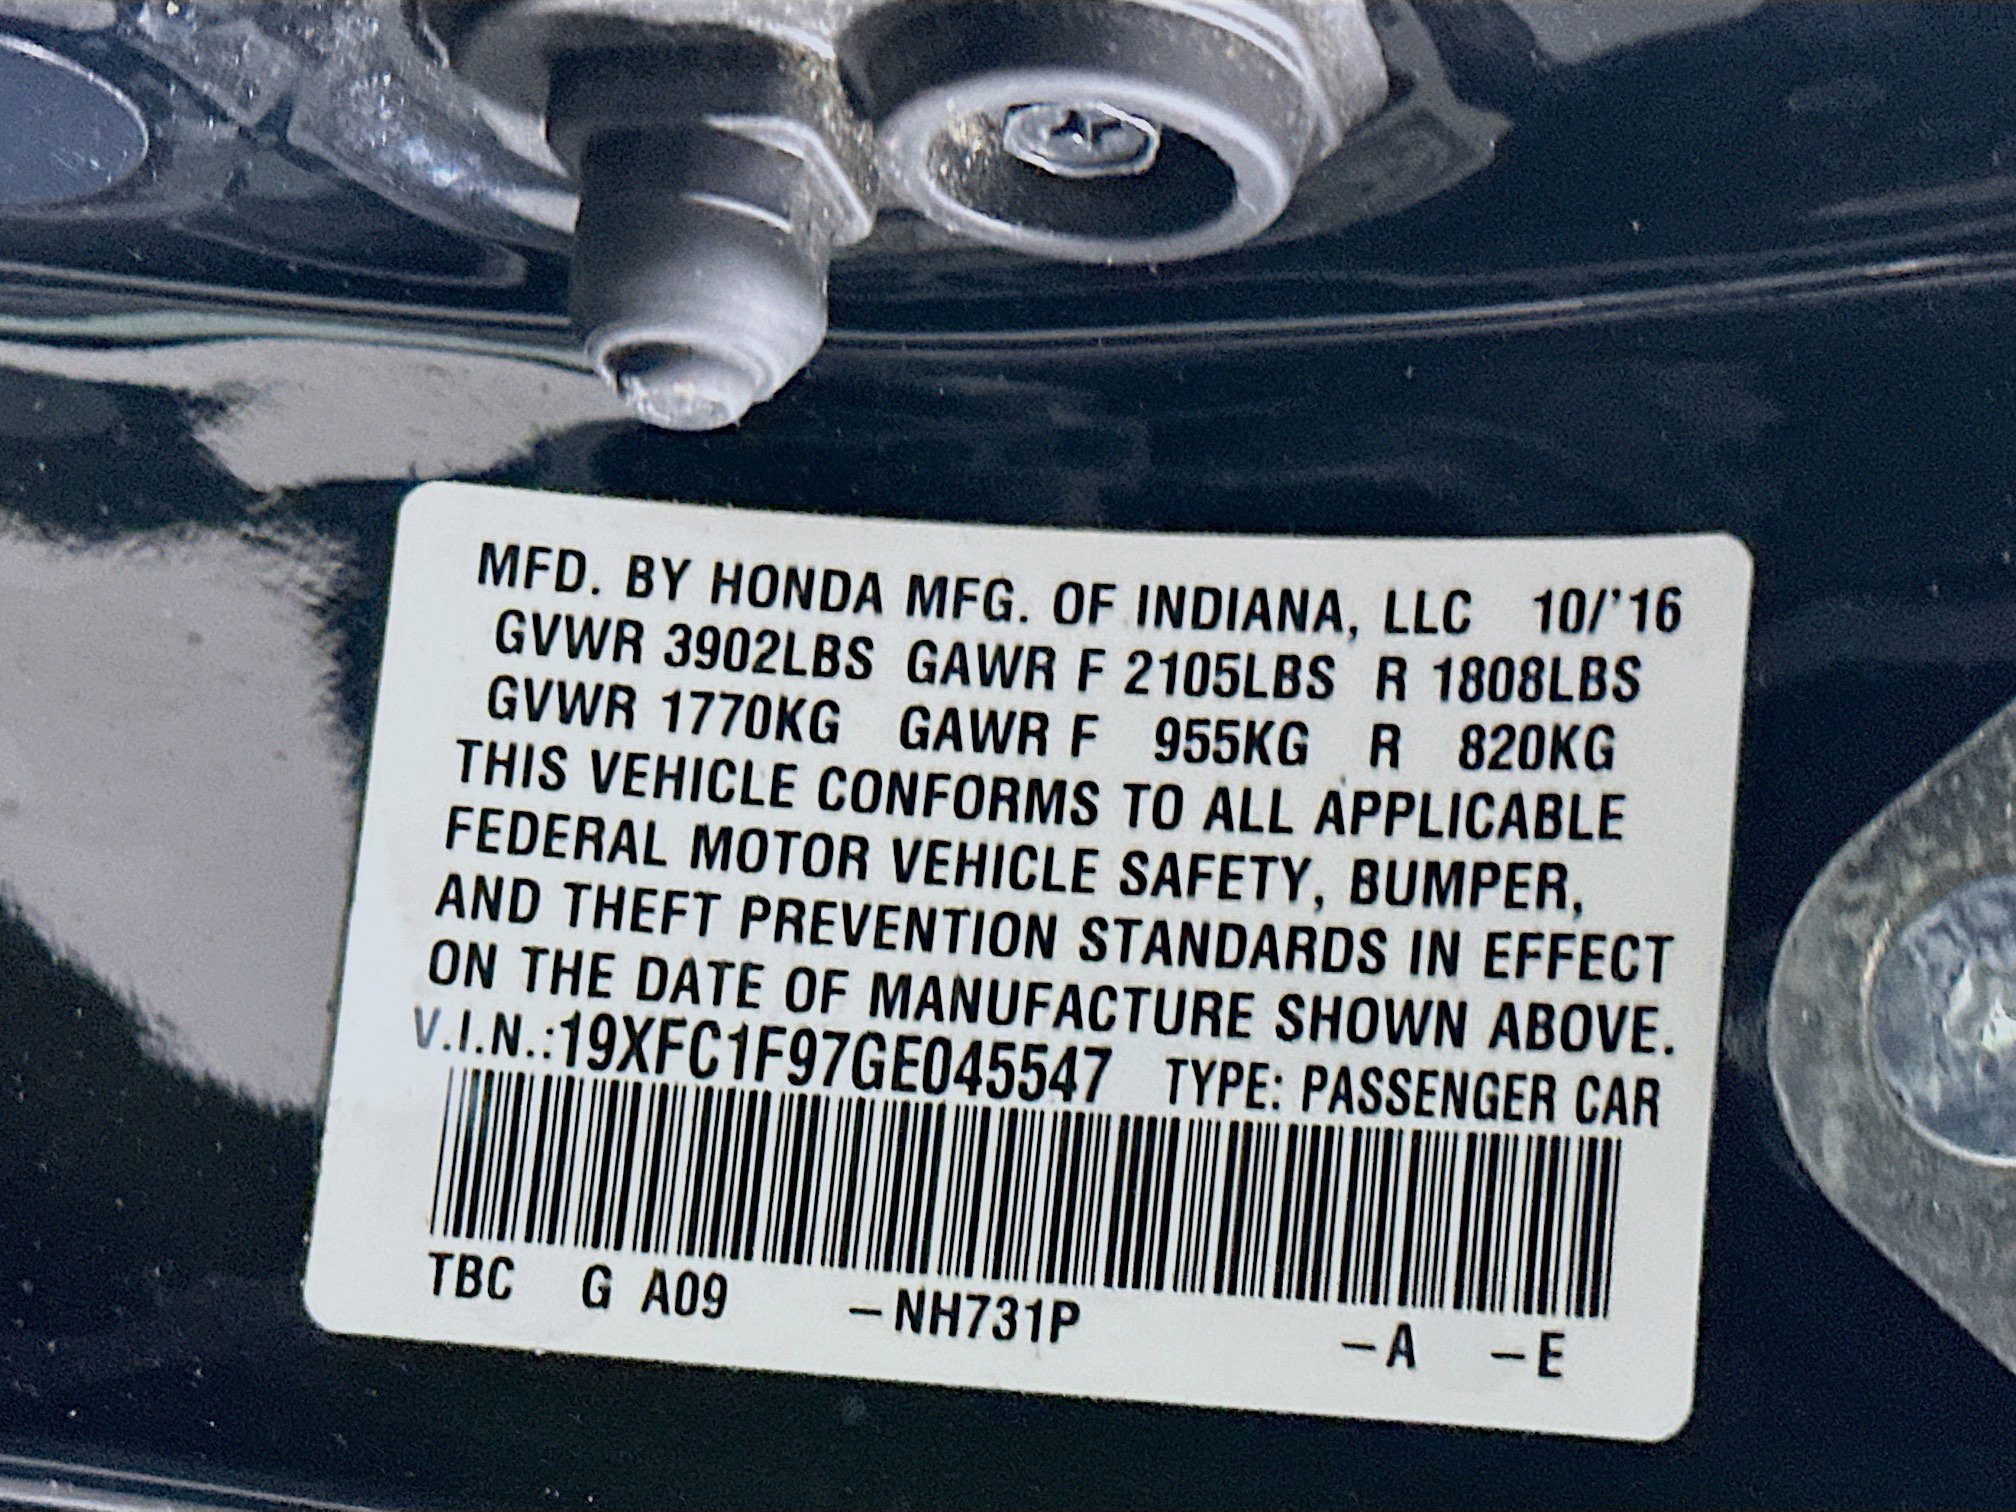 MFD. BY HONDA MFG. OF INDIANA, LLC 10/'16
GVWR 3902LBS GAWR F 2105LBS R 1808LBS
GVWR 1770KG GAWR F 955KG R 820KG
THIS VEHICLE CONFORMS TO ALL APPLICABLE
FEDERAL MOTOR VEHICLE SAFETY, BUMPER,
AND THEFT PREVENTION STANDARDS IN EFFECT
ON THE DATE OF MANUFACTURE SHOWN ABOVE.
V.I.N.:19XFC1F97GE045547 TYPE: PASSENGER CAR
TBC G A09 –NH731P –A –E